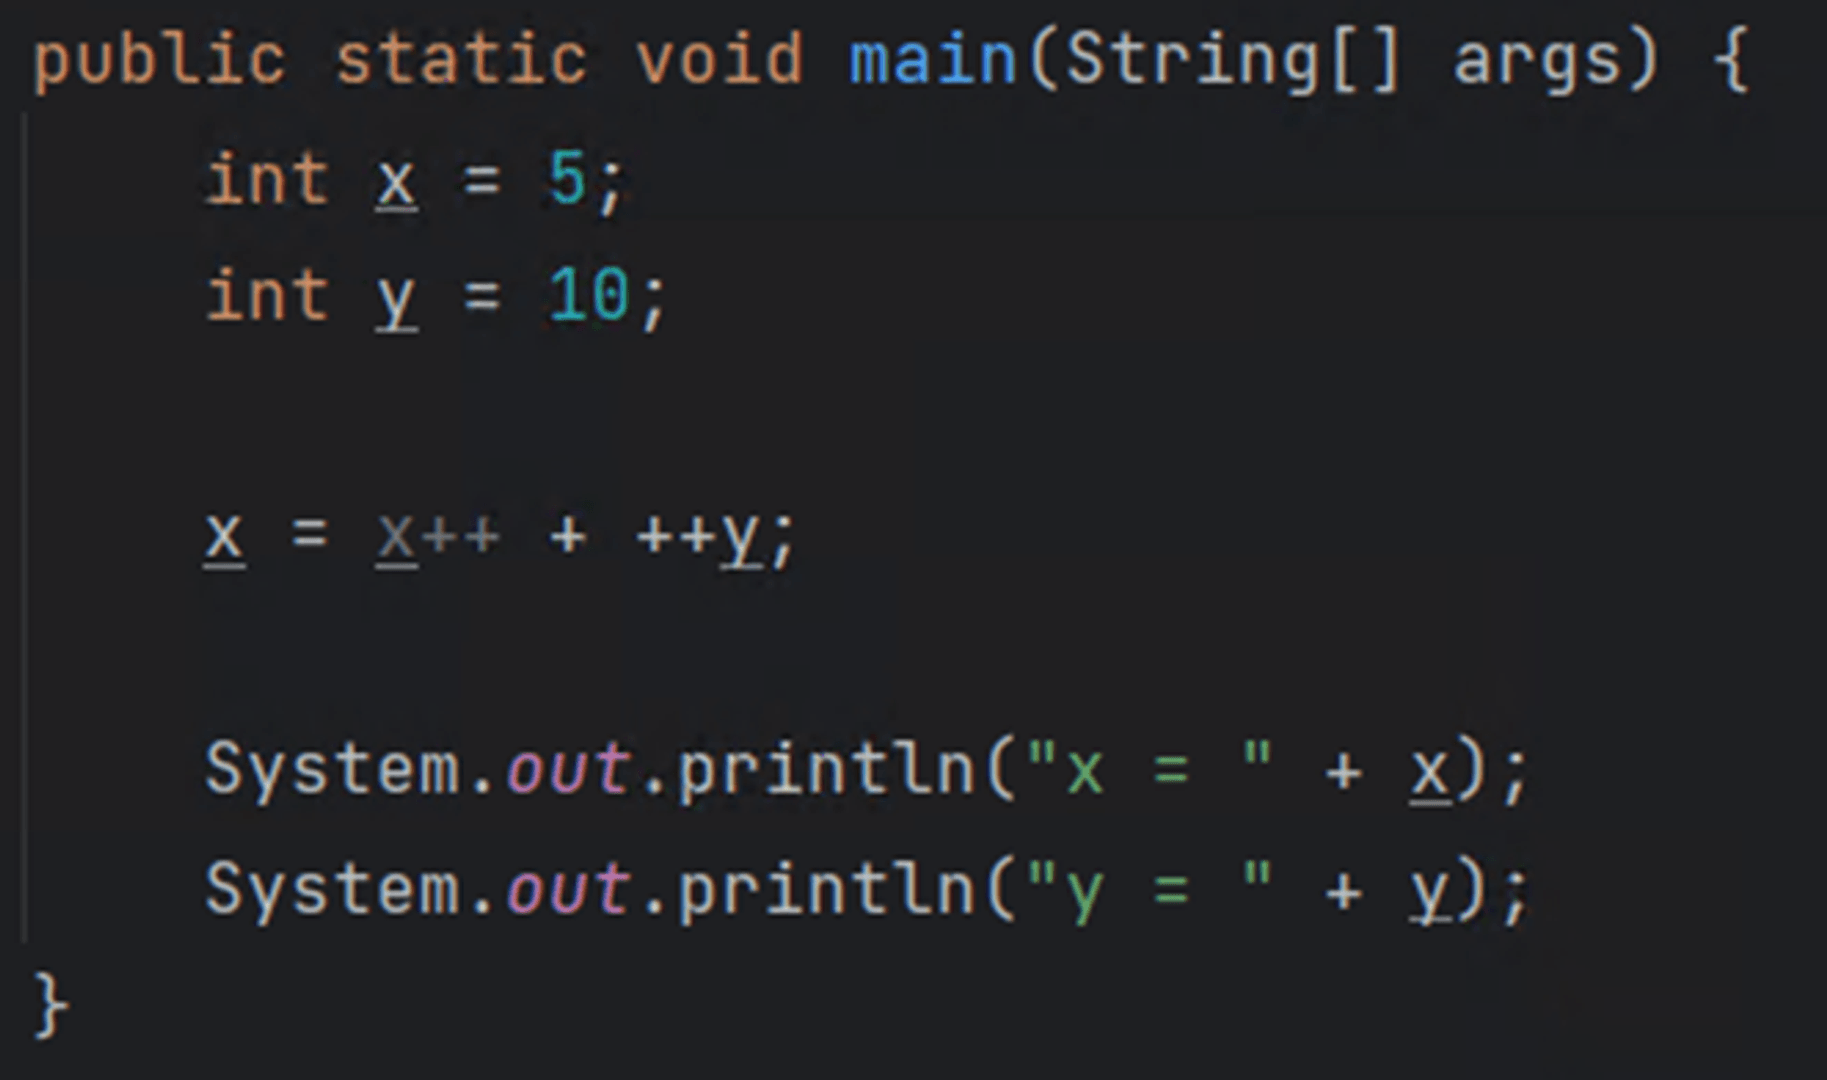 public static void main(String[] args) {
    int x = 5;
    int y = 10;

    x = x++ + ++y;

    System.out.println("x = " + x);
    System.out.println("y = " + y);
}